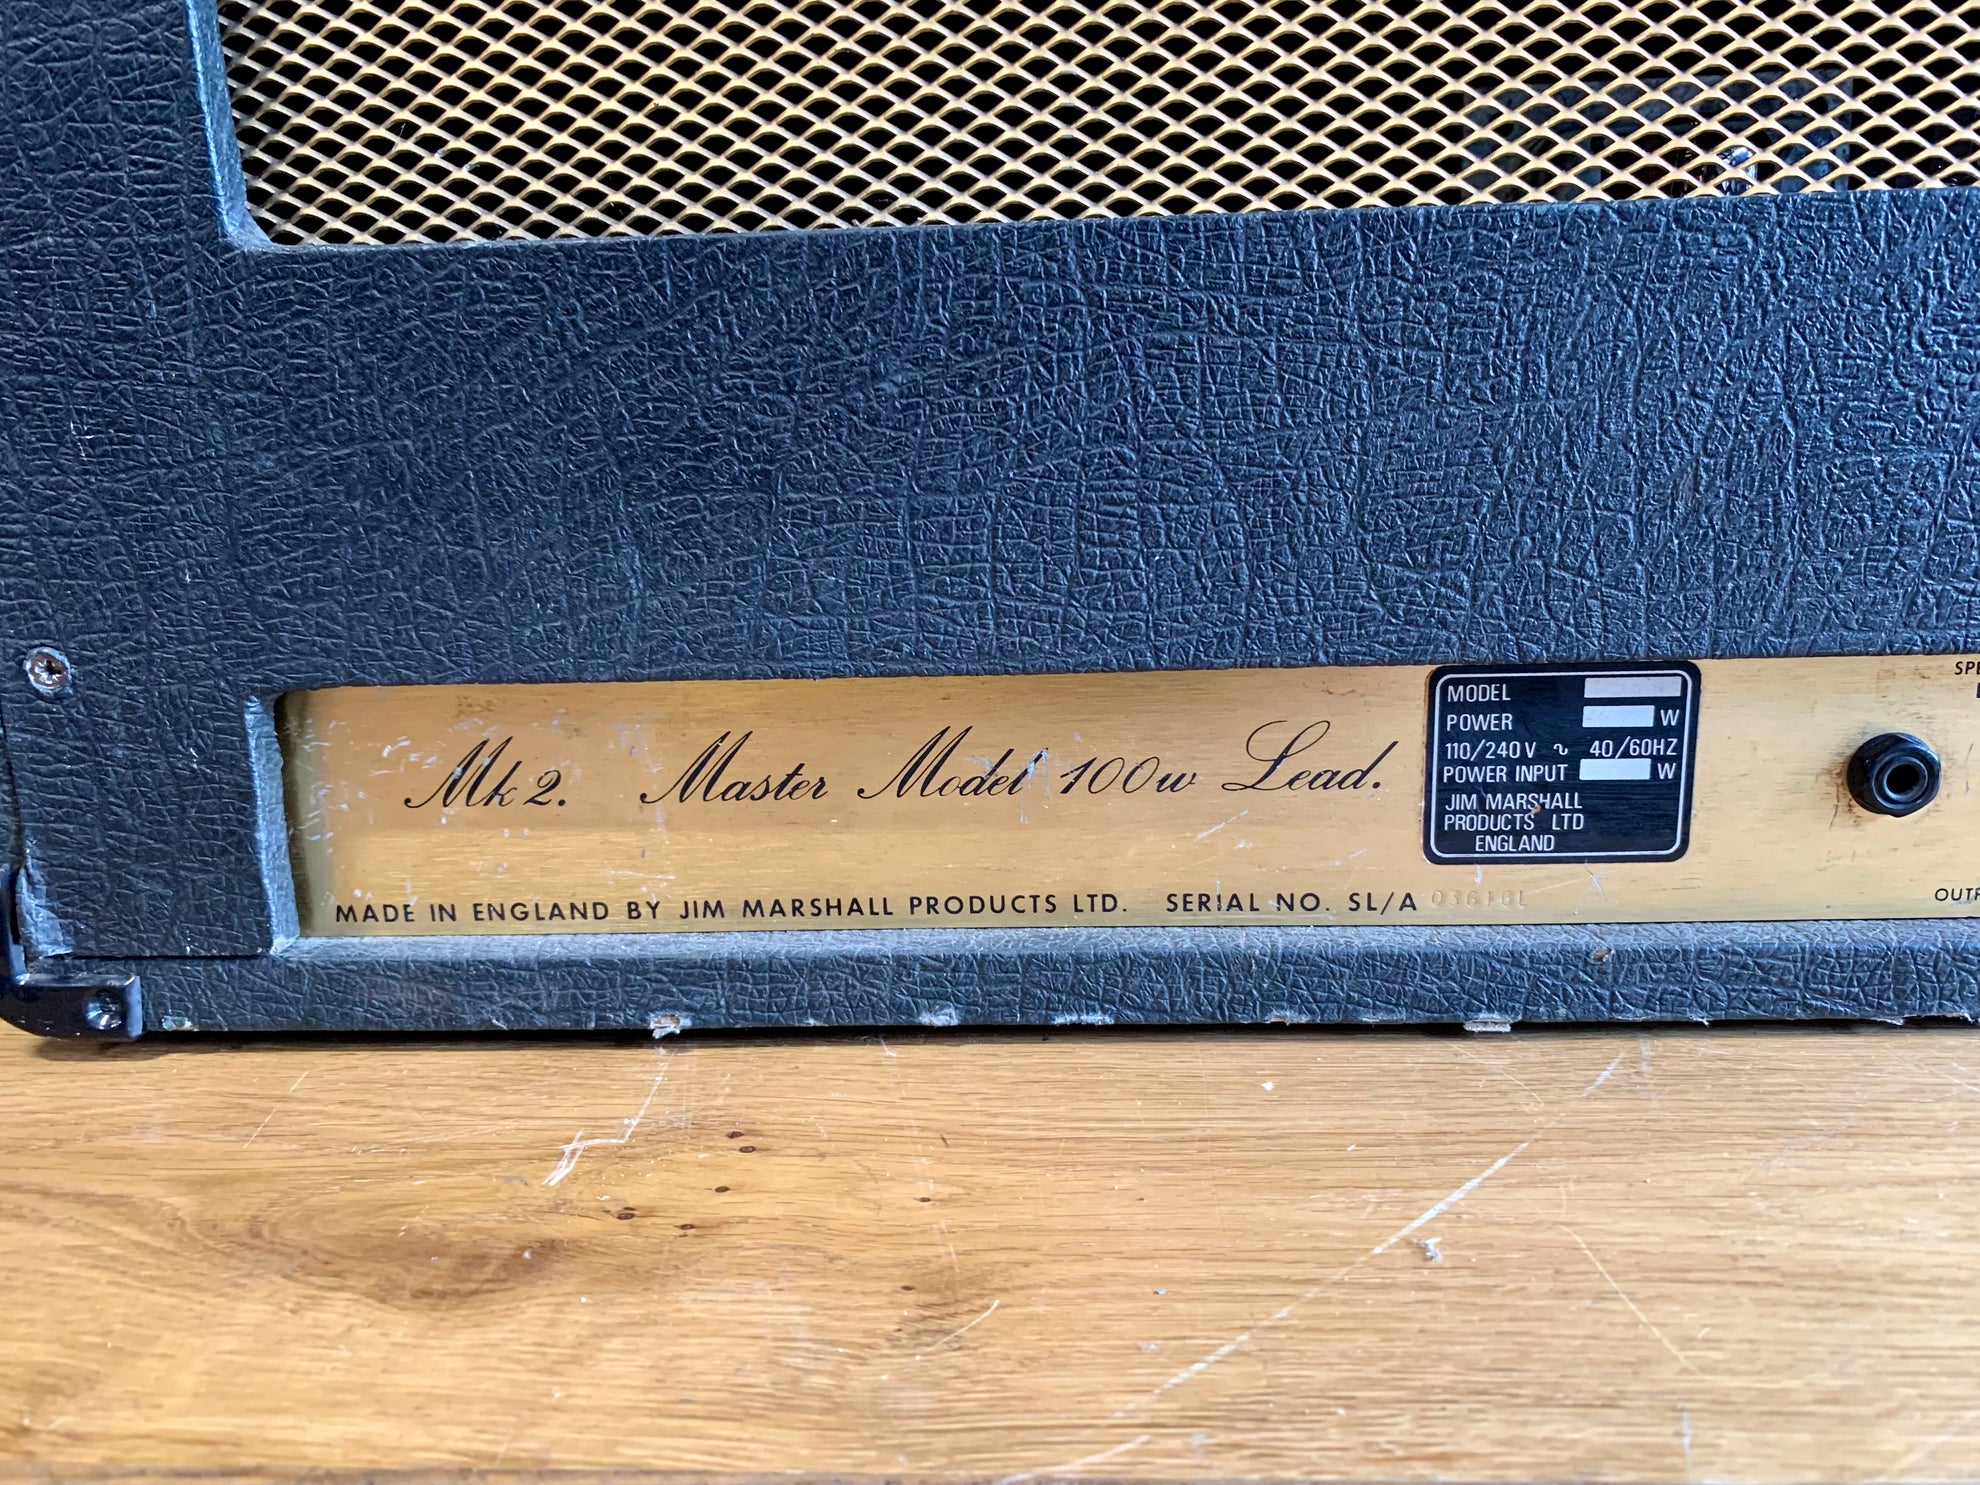 Mk 2. Master Model 100w Lead.
MADE IN ENGLAND BY JIM MARSHALL PRODUCTS LTD. SERIAL NO. SL/A
MODEL
POWER W
110/240 V ~ 40/60HZ
POWER INPUT W
JIM MARSHALL
PRODUCTS LTD
ENGLAND